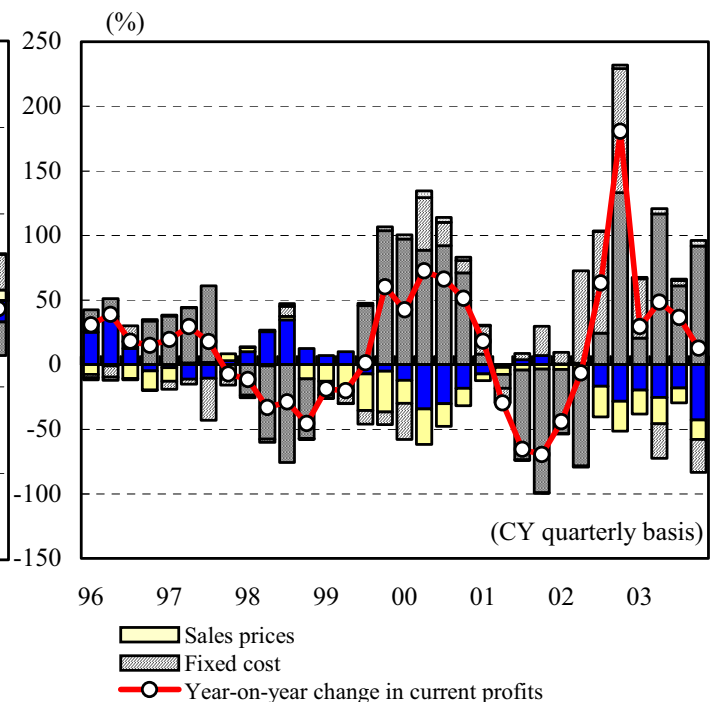 (%)
250
200
150
100
50
0
-50
-100
-150
(CY quarterly basis)
96 97 98 99 00 01 02 03
Sales prices
Fixed cost
Year-on-year change in current profits